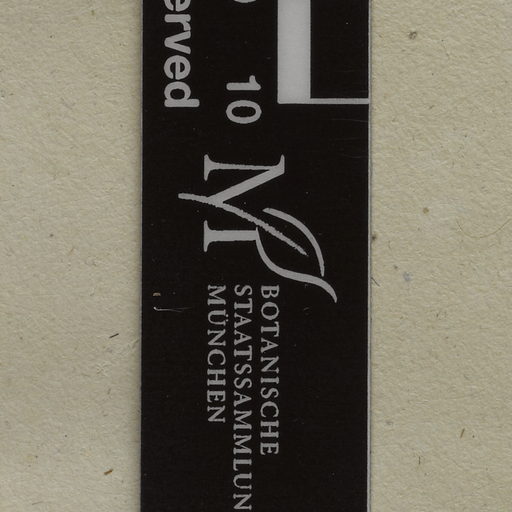 10
erved
M
BOTANISCHE
STAATSSAMMLUN
MÜNCHEN